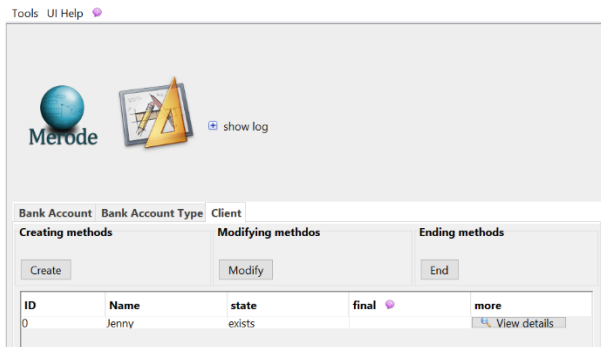 Tools UI Help
Merode
show log
Bank Account Bank Account Type Client
Creating methods Modifying methdos Ending methods
Create Modify End
ID Name state final more
0 Jenny exists View details